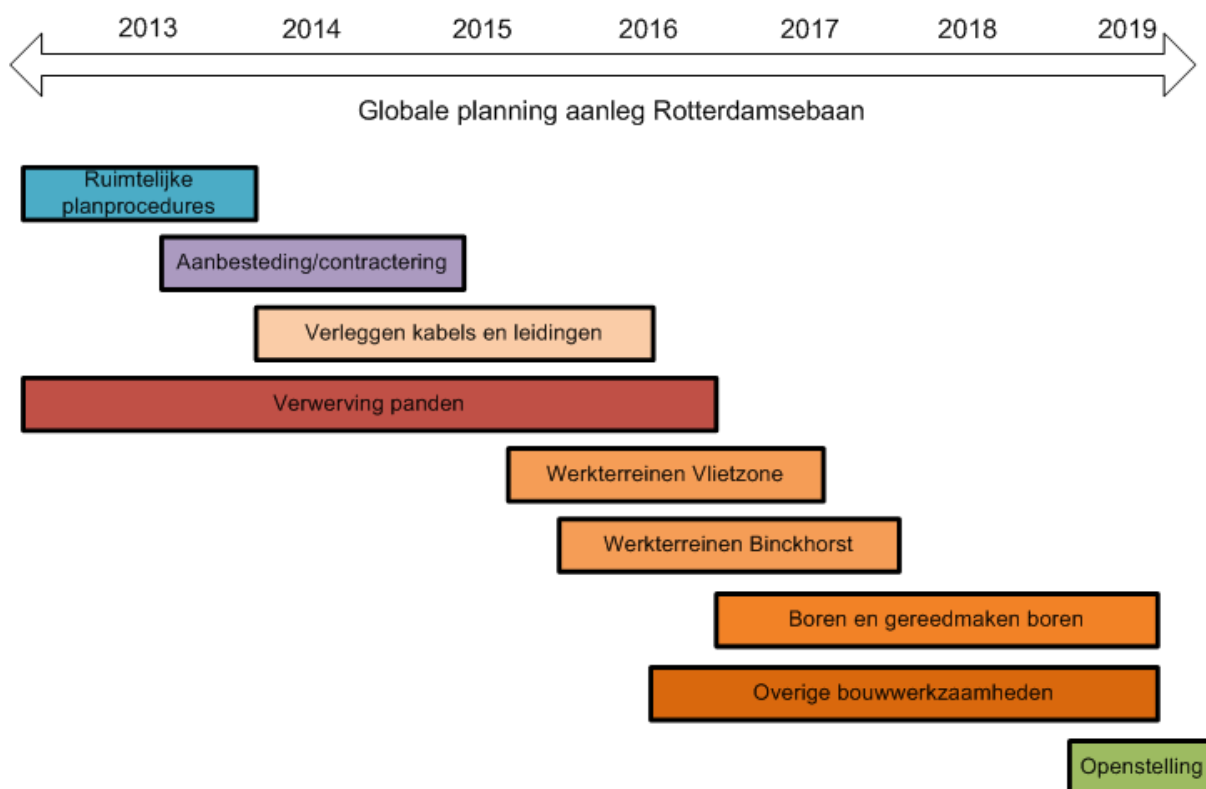 2013 2014 2015 2016 2017 2018 2019
Globale planning aanleg Rotterdamsebaan
Ruimtelijke
planprocedures
Aanbesteding/contractering
Verleggen kabels en leidingen
Verwerving panden
Werkterreinen Vlietzone
Werkterreinen Binckhorst
Boren en gereedmaken boren
Overige bouwwerkzaamheden
Openstelling